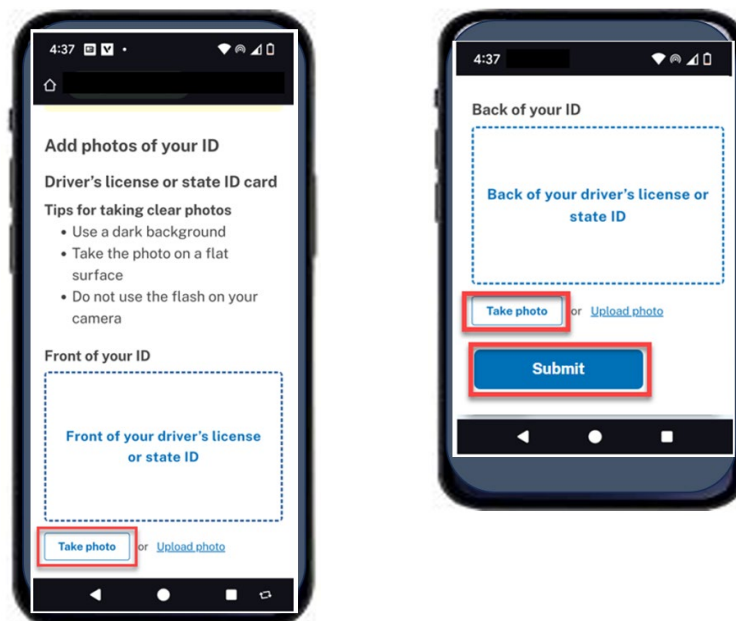 4:37
Add photos of your ID
Driver's license or state ID card
Tips for taking clear photos
• Use a dark background
• Take the photo on a flat
surface
• Do not use the flash on your
camera
Front of your ID
Front of your driver's license
or state ID
Take photo or Upload photo
4:37
Back of your ID
Back of your driver's license or
state ID
Take photo or Upload photo
Submit